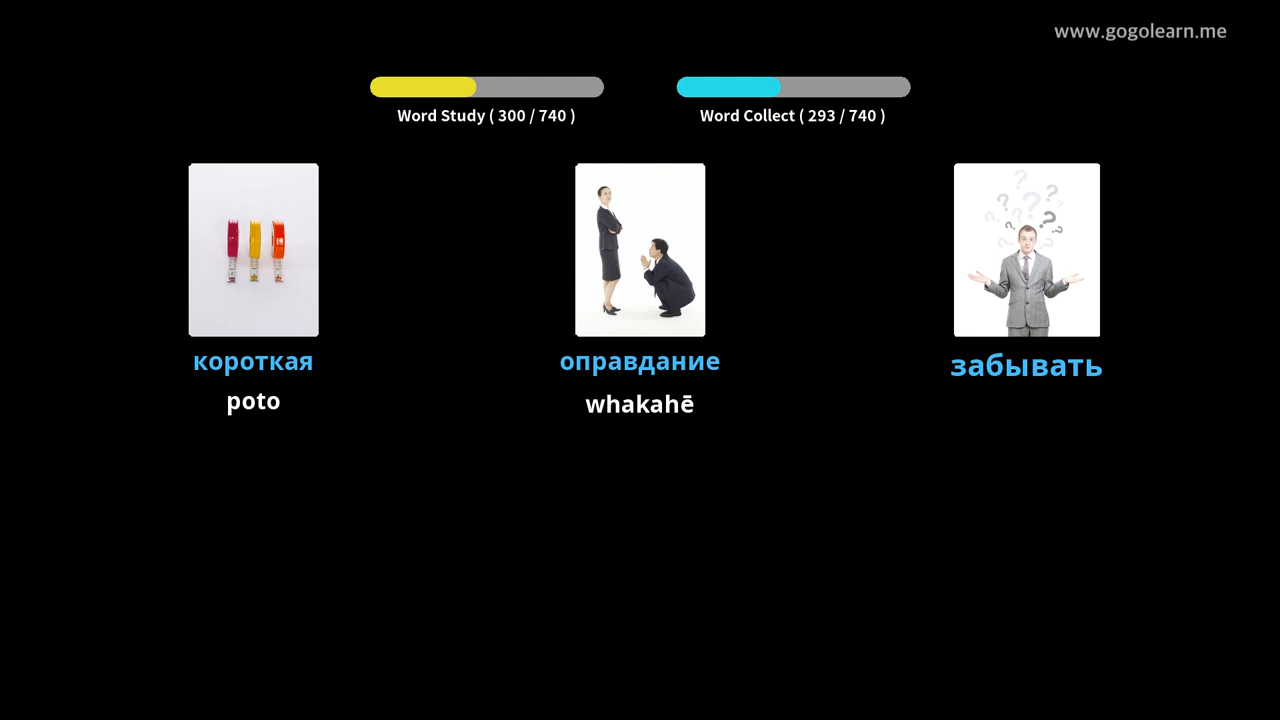 www.gogolearn.me
Word Study ( 300 / 740 )
Word Collect ( 293 / 740 )
короткая
оправдание
забывать
poto
whakahē